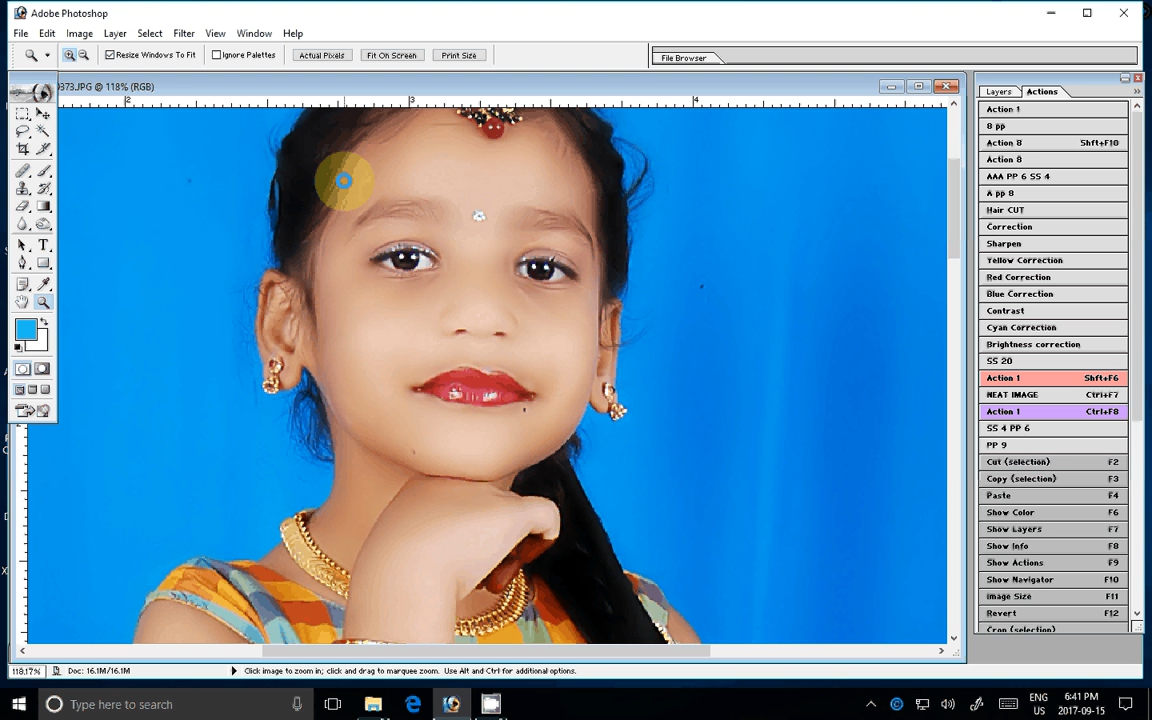 Adobe Photoshop
File Edit Image Layer Select Filter View Window Help
Resize Windows To Fit Ignore Palettes Actual Pixels Fit On Screen Print Size File Browser
0373.JPG @ 118% (RGB)
2 3 4
Layers Actions
Action 1
8 pp
Action 8 Shft+F10
Action 8
AAA PP 6 SS 4
A pp 8
Hair CUT
Correction
Sharpen
Yellow Correction
Red Correction
Blue Correction
Contrast
Cyan Correction
Brightness correction
SS 20
Action 1 Shft+F6
NEAT IMAGE Ctrl+F7
Action 1 Ctrl+F8
SS 4 PP 6
PP 9
Cut (selection) F2
Copy (selection) F3
Paste F4
Show Color F6
Show Layers F7
Show Info F8
Show Actions F9
Show Navigator F10
Image Size F11
Revert F12
Crop (selection)
118.17% Doc: 16.1M/16.1M Click image to zoom in; click and drag to marquee zoom. Use Alt and Ctrl for additional options.
Type here to search
ENG
US
6:41 PM
2017-09-15